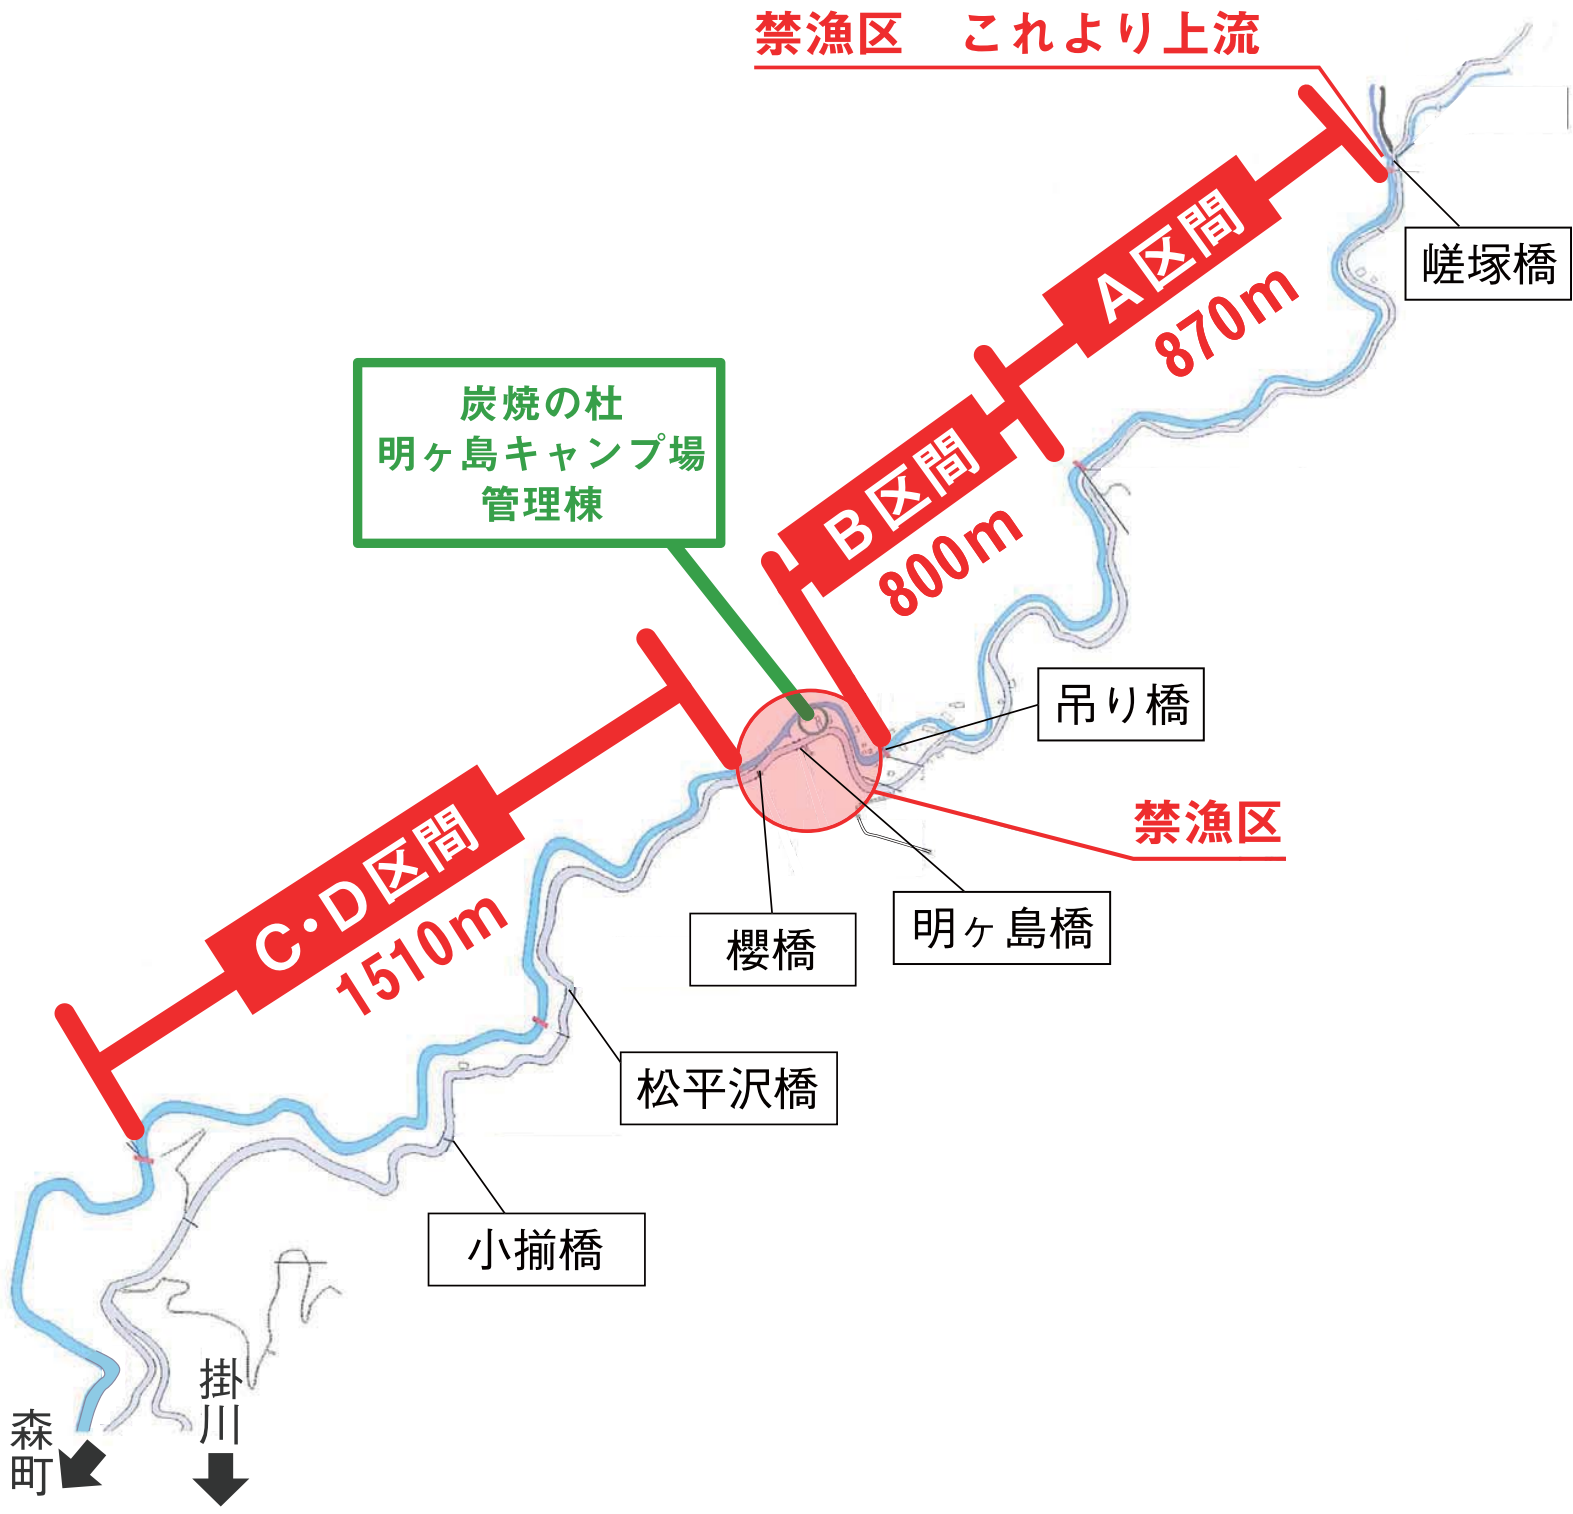 禁漁区　これより上流
A区間
870m
嵯塚橋
炭焼の杜
明ヶ島キャンプ場
管理棟
B区間
800m
吊り橋
禁漁区
明ヶ島橋
櫻橋
C・D区間
1510m
松平沢橋
小揃橋
掛川
森町